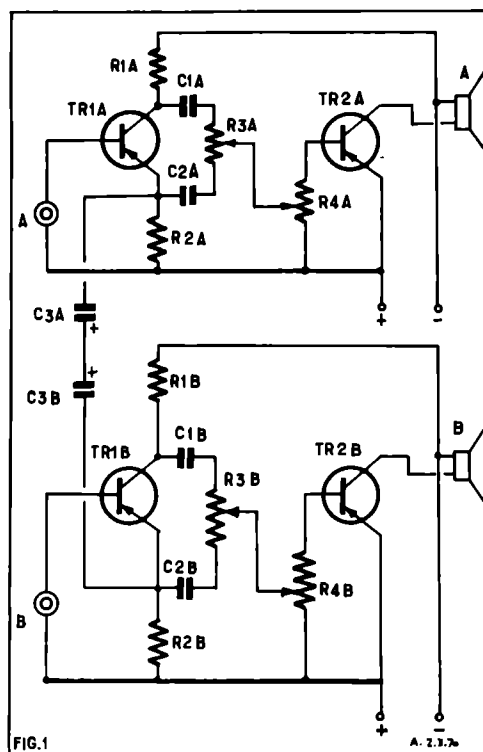 R1A
C1A
TR1A
R3A
TR2A
A
C2A
A
R2A
R4A
C3A
+
+
-
+
C3B
R1B
C1B
TR1B
R3B
TR2B
B
C2B
B
R2B
R4B
+
-
FIG.1